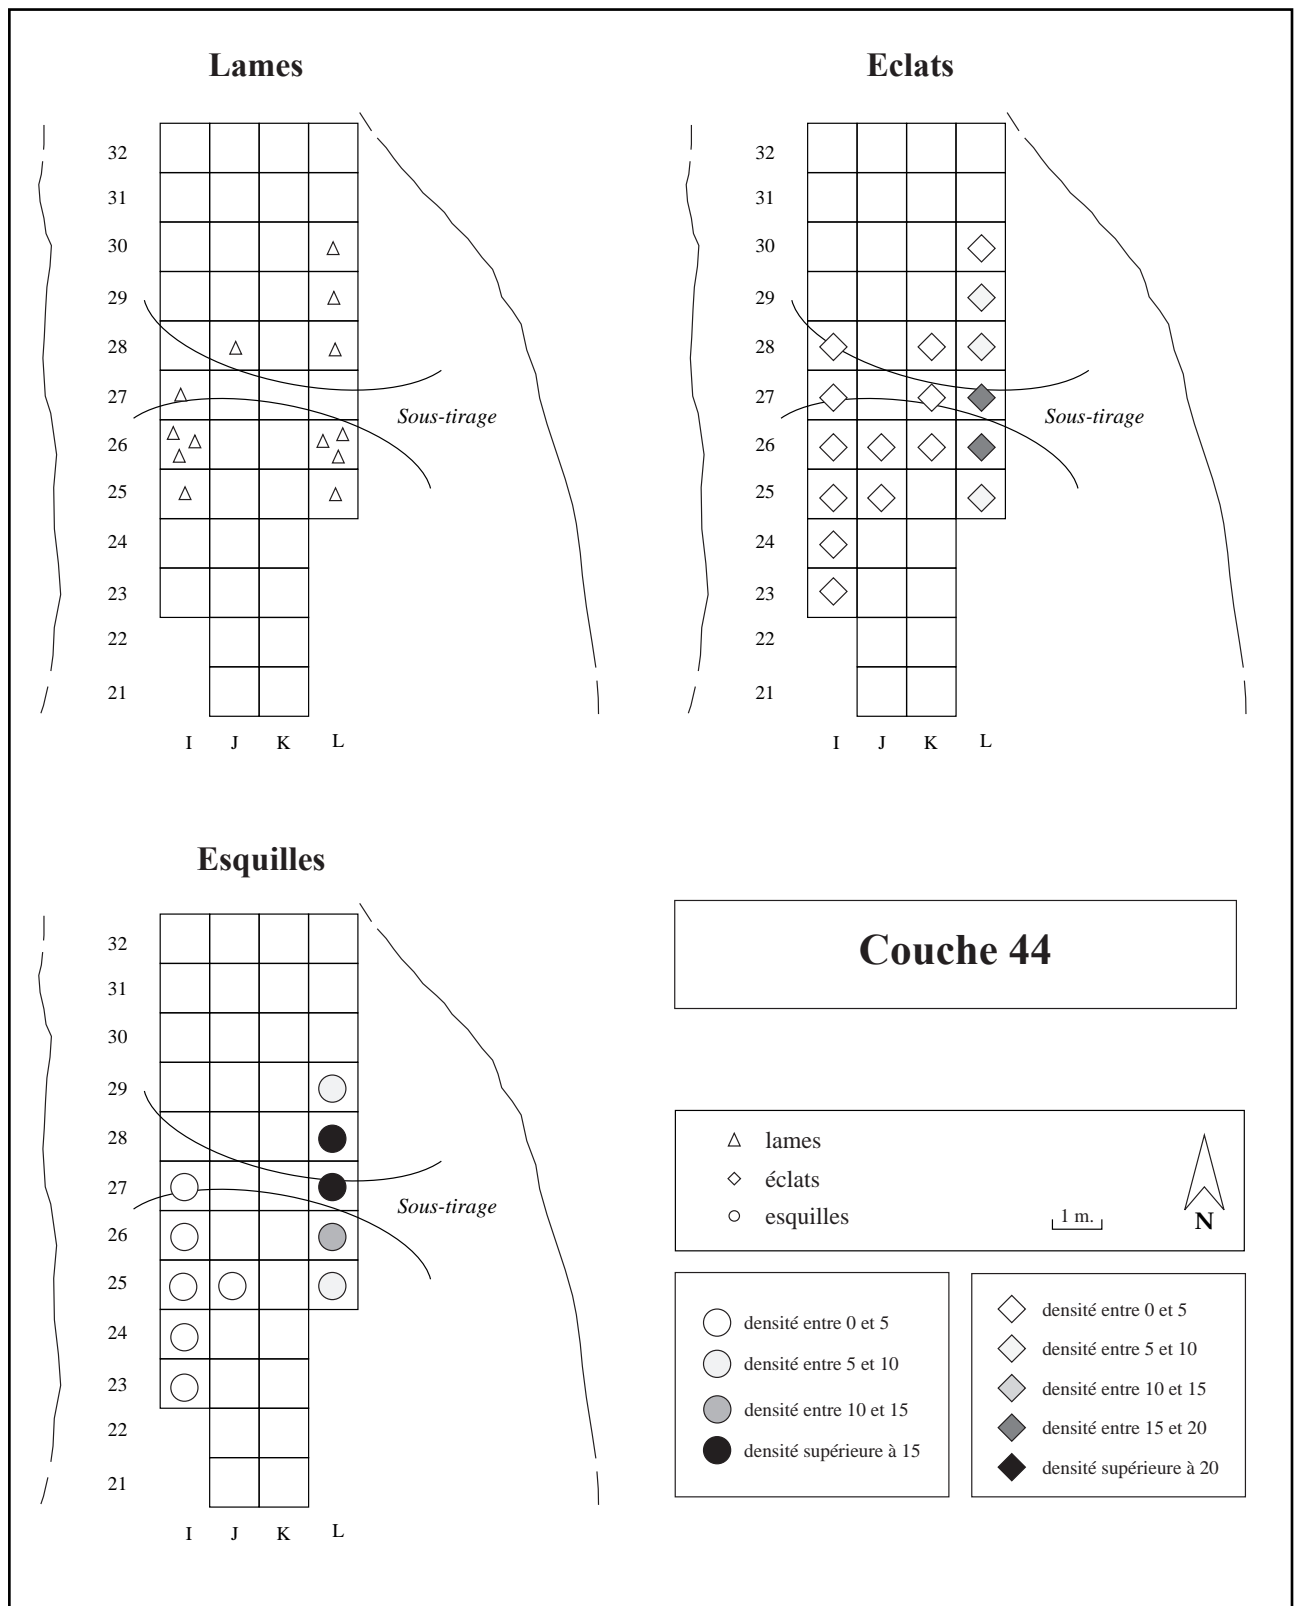 Lames
32
31
30
29
28
27
26
25
24
23
22
21
Sous-tirage
I J K L
Eclats
32
31
30
29
28
27
26
25
24
23
22
21
Sous-tirage
I J K L
Esquilles
32
31
30
29
28
27
26
25
24
23
22
21
Sous-tirage
I J K L
Couche 44
lames
éclats
esquilles
1 m.
N
densité entre 0 et 5
densité entre 5 et 10
densité entre 10 et 15
densité supérieure à 15
densité entre 0 et 5
densité entre 5 et 10
densité entre 10 et 15
densité entre 15 et 20
densité supérieure à 20